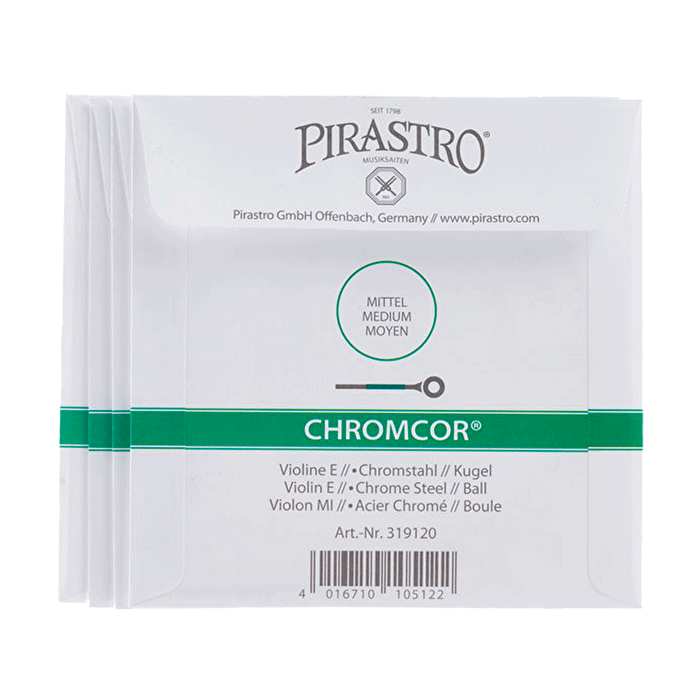 SEIT 1798
PIRASTRO®
MUSIKSAITEN
Pirastro GmbH Offenbach, Germany // www.pirastro.com
MITTEL
MEDIUM
MOYEN
CHROMCOR®
Violine E // • Chromstahl // Kugel
Violin E // • Chrome Steel // Ball
Violon MI // • Acier Chromé // Boule
Art.-Nr. 319120
4 016710 105122